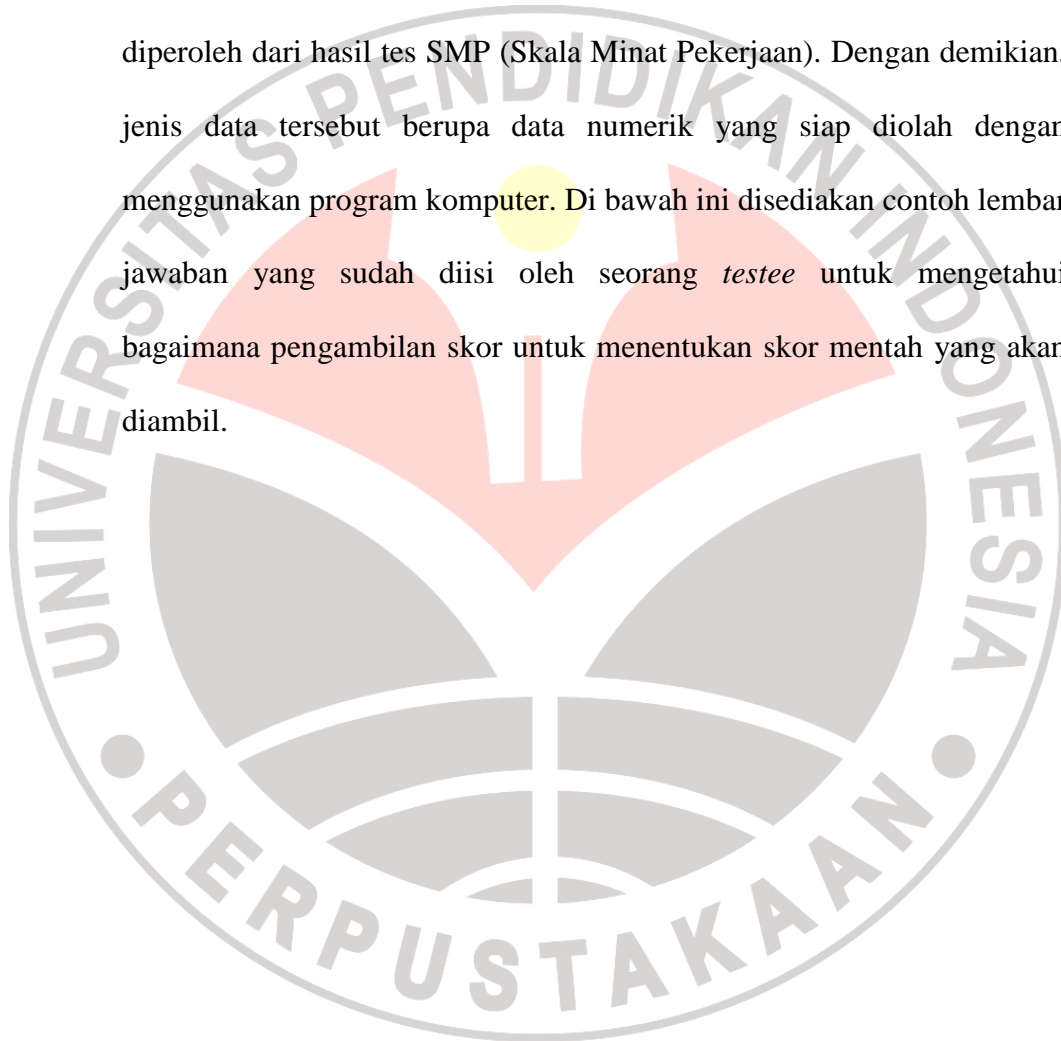 diperoleh dari hasil tes SMP (Skala Minat Pekerjaan). Dengan demikian,
jenis data tersebut berupa data numerik yang siap diolah dengan
menggunakan program komputer. Di bawah ini disediakan contoh lembar
jawaban yang sudah diisi oleh seorang testee untuk mengetahui
bagaimana pengambilan skor untuk menentukan skor mentah yang akan
diambil.
UNIVERSITAS PENDIDIKAN INDONESIA
PERPUSTAKAAN